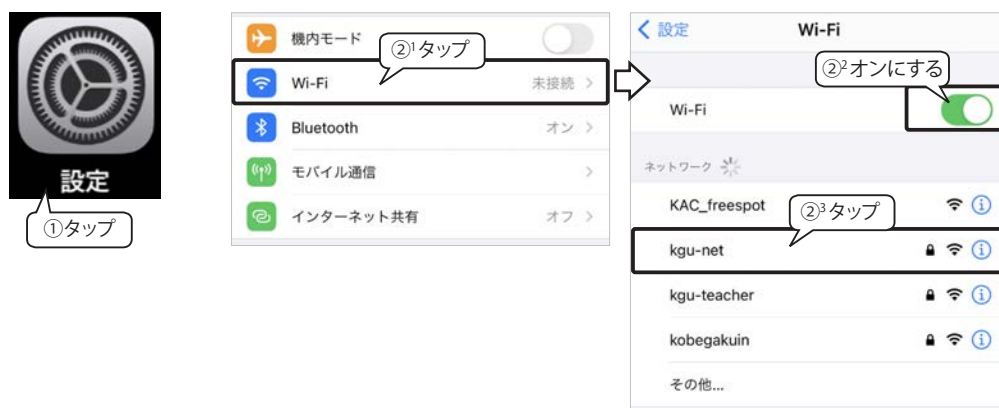 設定
①タップ
機内モード
②¹タップ
Wi-Fi 未接続
Bluetooth オン
モバイル通信
インターネット共有 オフ
設定 Wi-Fi
②²オンにする
Wi-Fi
ネットワーク
KAC_freespot
②³タップ
kgu-net
kgu-teacher
kobegakuin
その他...